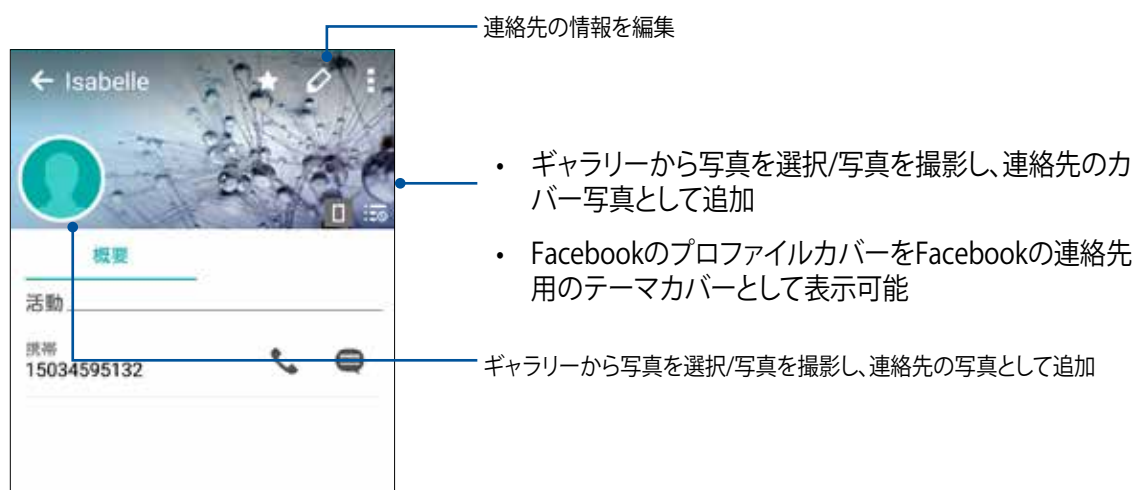 連絡先の情報を編集
Isabelle
• ギャラリーから写真を選択/写真を撮影し、連絡先のカ
バー写真として追加
• FacebookのプロファイルカバーをFacebookの連絡先
用のテーマカバーとして表示可能
概要
活動
携帯
15034595132
ギャラリーから写真を選択/写真を撮影し、連絡先の写真として追加